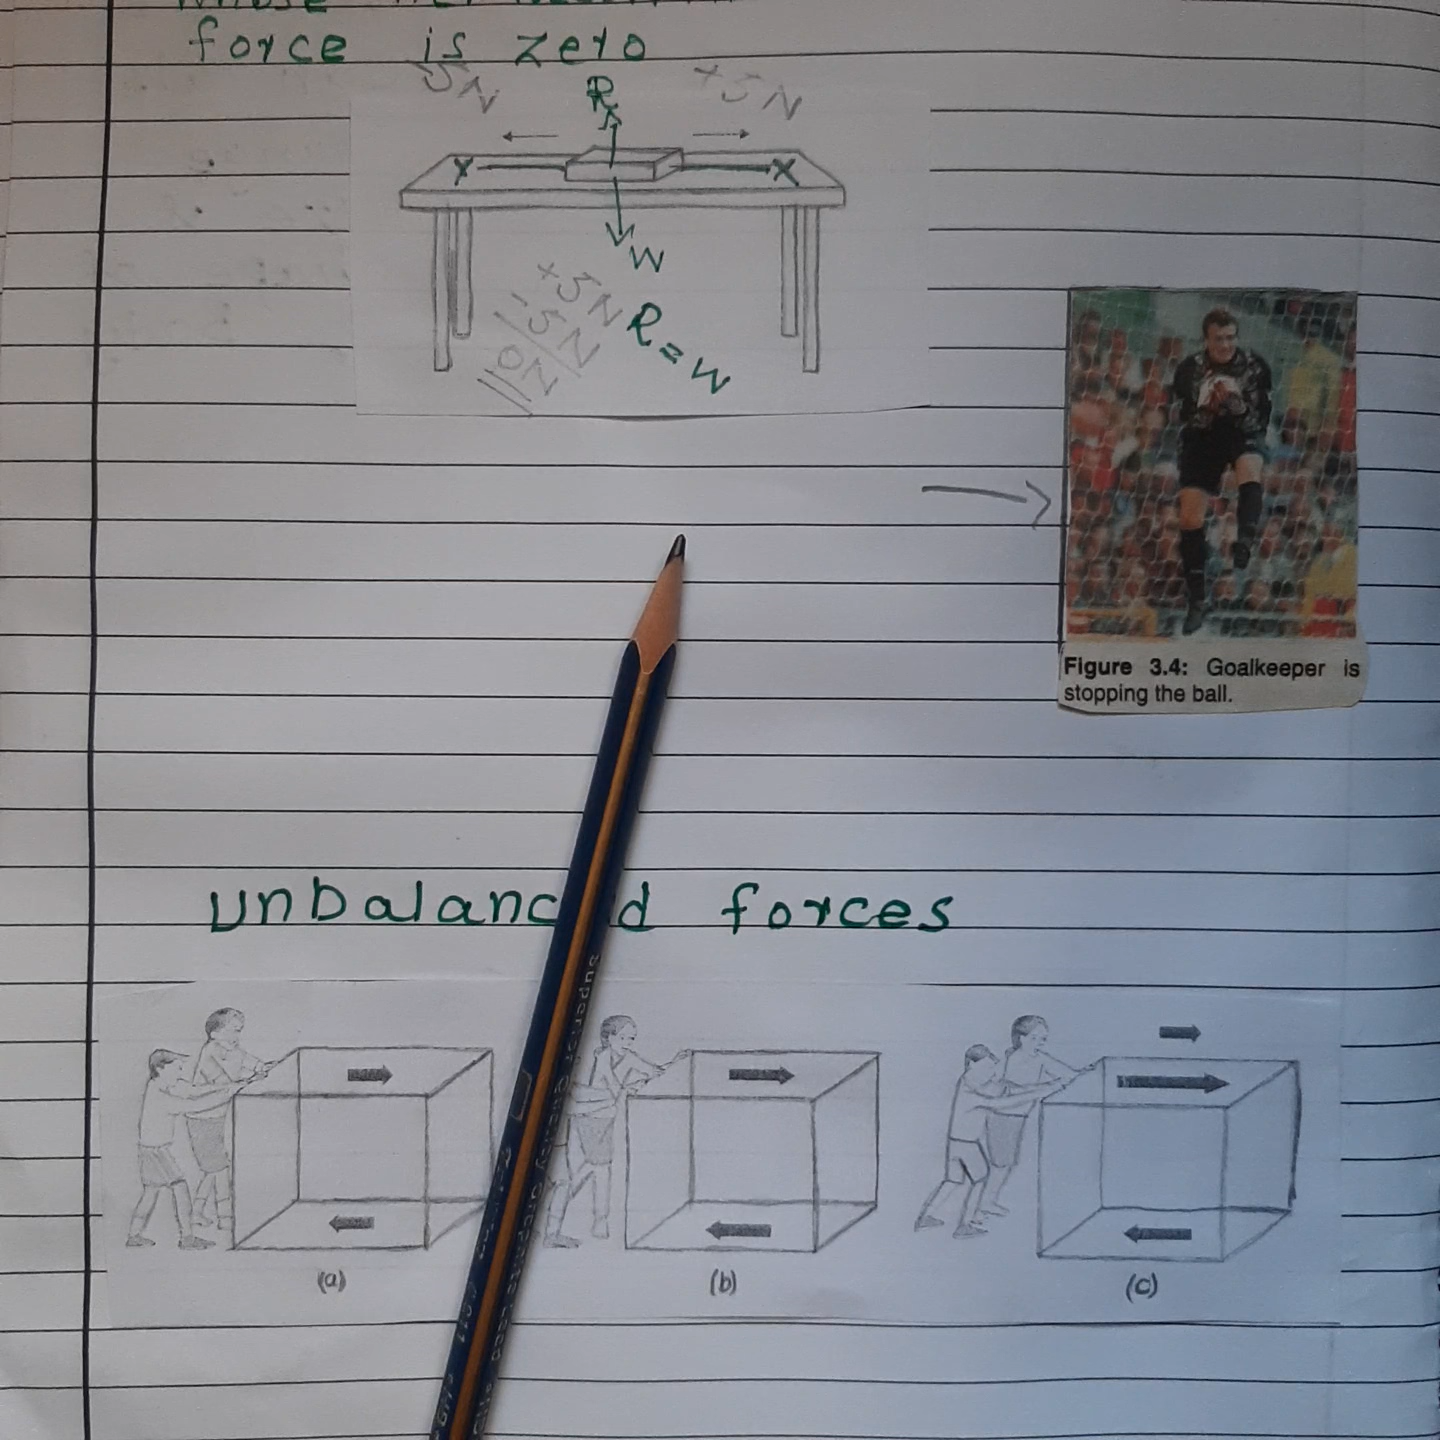 force is zero
5N
R
+5N
W
+5N
-5N
0N
R = W
Figure 3.4: Goalkeeper is
stopping the ball.
unbalanc d forces
(a)
(b)
(c)